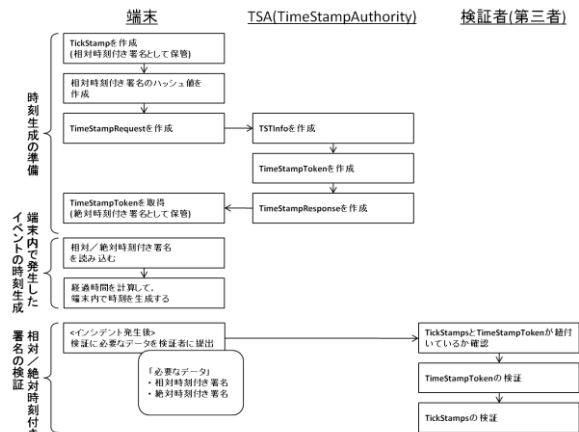 端末
TSA(TimeStampAuthority)
検証者(第三者)
時刻生成の準備
TickStampを作成
(相対時刻付き署名として保管)
相対時刻付き署名のハッシュ値を
作成
TimeStampRequestを作成
TSTInfoを作成
TimeStampTokenを作成
TimeStampResponseを作成
TimeStampTokenを取得
(絶対時刻付き署名として保管)
端末内で発生した
イベントの時刻生成
相対／絶対時刻付き署名
を読み込む
経過時間を計算して,
端末内で時刻を生成する
相対／絶対時刻付き
署名の検証
<インシデント発生後>
検証に必要なデータを検証者に提出
「必要なデータ」
・相対時刻付き署名
・絶対時刻付き署名
TickStampsとTimeStampTokenが紐付
いているか確認
TimeStampTokenの検証
TickStampsの検証